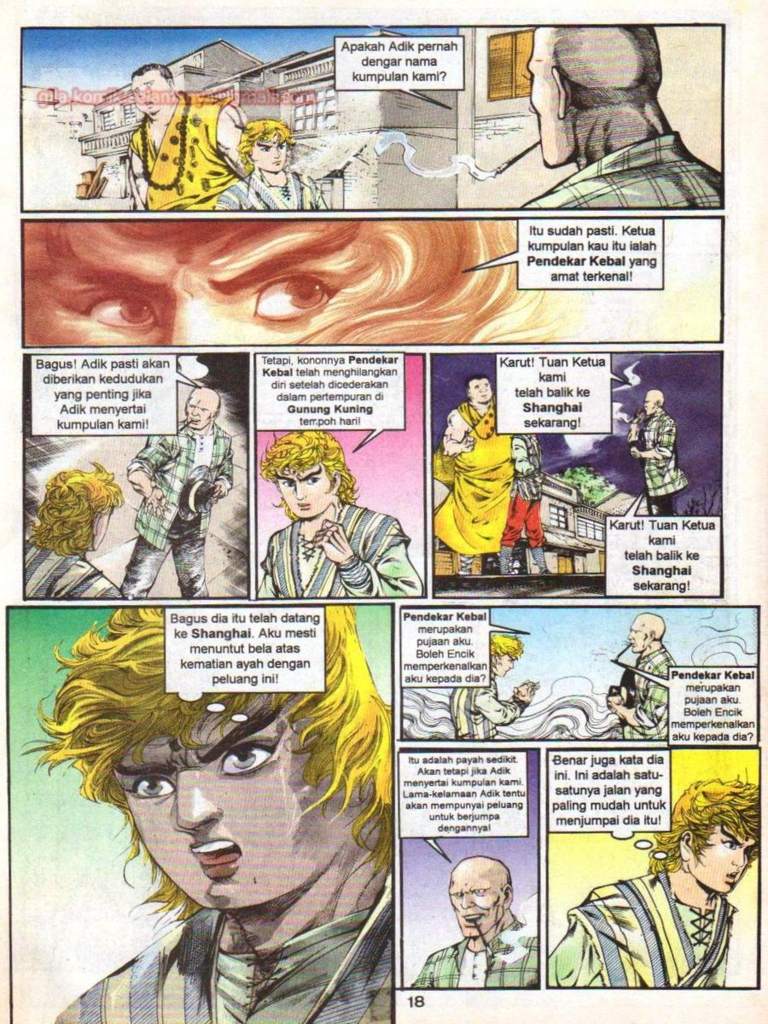 Apakah Adik pernah
dengar nama
kumpulan kami?
Itu sudah pasti. Ketua
kumpulan kau itu ialah
Pendekar Kebal yang
amat terkenal!
Bagus! Adik pasti akan
diberikan kedudukan
yang penting jika
Adik menyertai
kumpulan kami!
Tetapi, kononnya Pendekar
Kebal telah menghilangkan
diri setelah dicederakan
dalam pertempuran di
Gunung Kuning
tempoh hari!
Karut! Tuan Ketua
kami
telah balik ke
Shanghai
sekarang!
Karut! Tuan Ketua
kami
telah balik ke
Shanghai
sekarang!
Bagus dia itu telah datang
ke Shanghai. Aku mesti
menuntut bela atas
kematian ayah dengan
peluang ini!
Pendekar Kebal
merupakan
pujaan aku.
Boleh Encik
memperkenalkan
aku kepada dia?
Pendekar Kebal
merupakan
pujaan aku.
Boleh Encik
memperkenalkan
aku kepada dia?
Itu adalah payah sedikit.
Akan tetapi jika Adik
menyertai kumpulan kami.
Lama-kelamaan Adik tentu
akan mempunyai peluang
untuk berjumpa
dengannya!
Benar juga kata dia
ini. Ini adalah satu-
satunya jalan yang
paling mudah untuk
menjumpai dia itu!
18